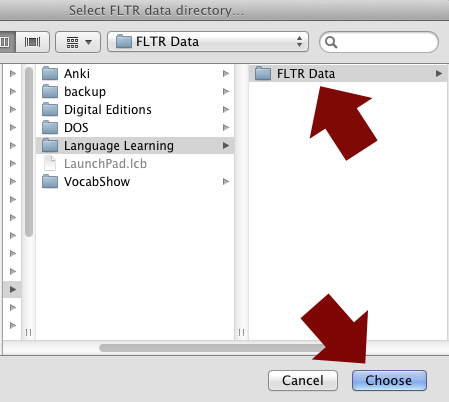 Select FLTR data directory...
FLTR Data
Anki
backup
Digital Editions
DOS
Language Learning
LaunchPad.lcb
VocabShow
FLTR Data
Cancel
Choose